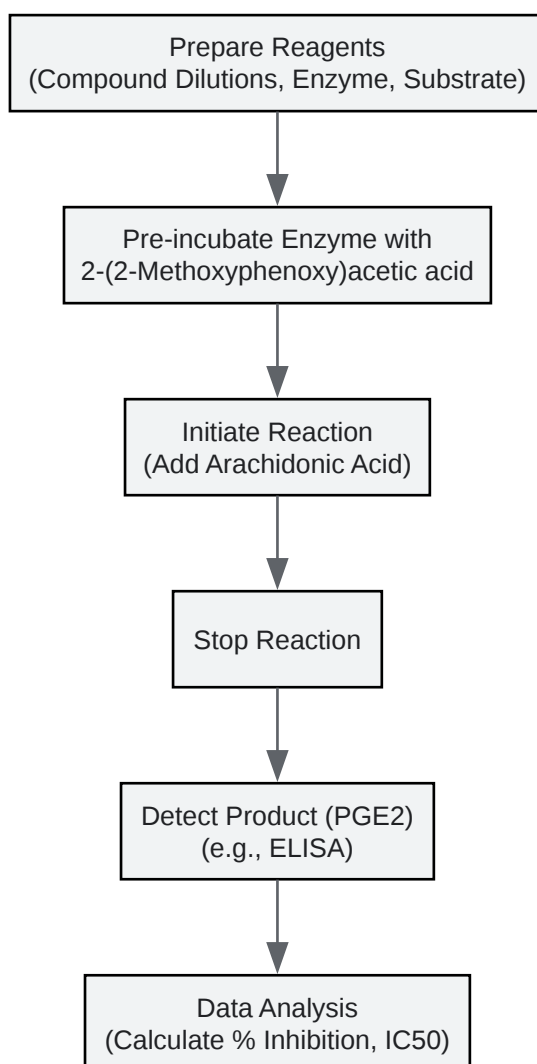 Prepare Reagents
(Compound Dilutions, Enzyme, Substrate)
Pre-incubate Enzyme with
2-(2-Methoxyphenoxy)acetic acid
Initiate Reaction
(Add Arachidonic Acid)
Stop Reaction
Detect Product (PGE2)
(e.g., ELISA)
Data Analysis
(Calculate % Inhibition, IC50)